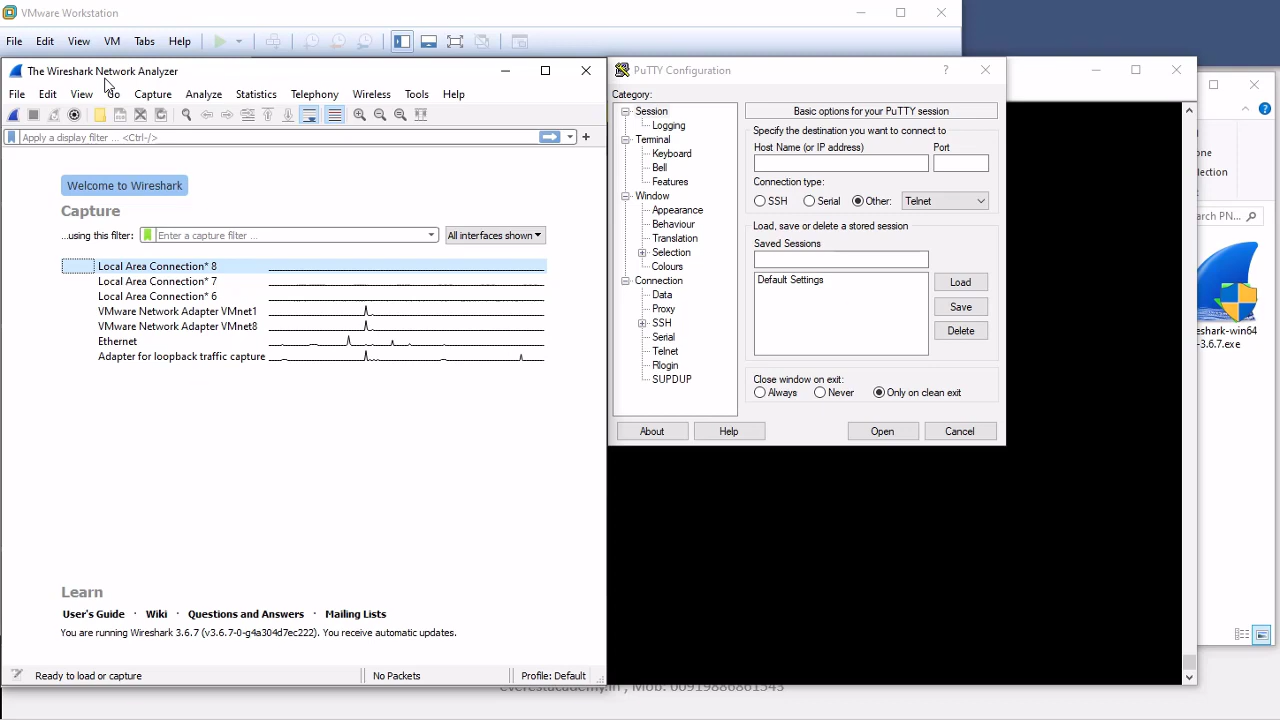 VMware Workstation
File Edit View VM Tabs Help
The Wireshark Network Analyzer
File Edit View Go Capture Analyze Statistics Telephony Wireless Tools Help
Apply a display filter ... <Ctrl-/>
Welcome to Wireshark
Capture
...using this filter: Enter a capture filter ... All interfaces shown
Local Area Connection* 8
Local Area Connection* 7
Local Area Connection* 6
VMware Network Adapter VMnet1
VMware Network Adapter VMnet8
Ethernet
Adapter for loopback traffic capture
Learn
User's Guide · Wiki · Questions and Answers · Mailing Lists
You are running Wireshark 3.6.7 (v3.6.7-0-g4a304d7ec222). You receive automatic updates.
Ready to load or capture No Packets Profile: Default
PuTTY Configuration
Category:
Session
Logging
Terminal
Keyboard
Bell
Features
Window
Appearance
Behaviour
Translation
Selection
Colours
Connection
Data
Proxy
SSH
Serial
Telnet
Rlogin
SUPDUP
Basic options for your PuTTY session
Specify the destination you want to connect to
Host Name (or IP address) Port
Connection type:
SSH Serial Other: Telnet
Load, save or delete a stored session
Saved Sessions
Default Settings
Load
Save
Delete
Close window on exit:
Always Never Only on clean exit
About Help Open Cancel
one
lection
PN...
eshark-win64
-3.6.7.exe